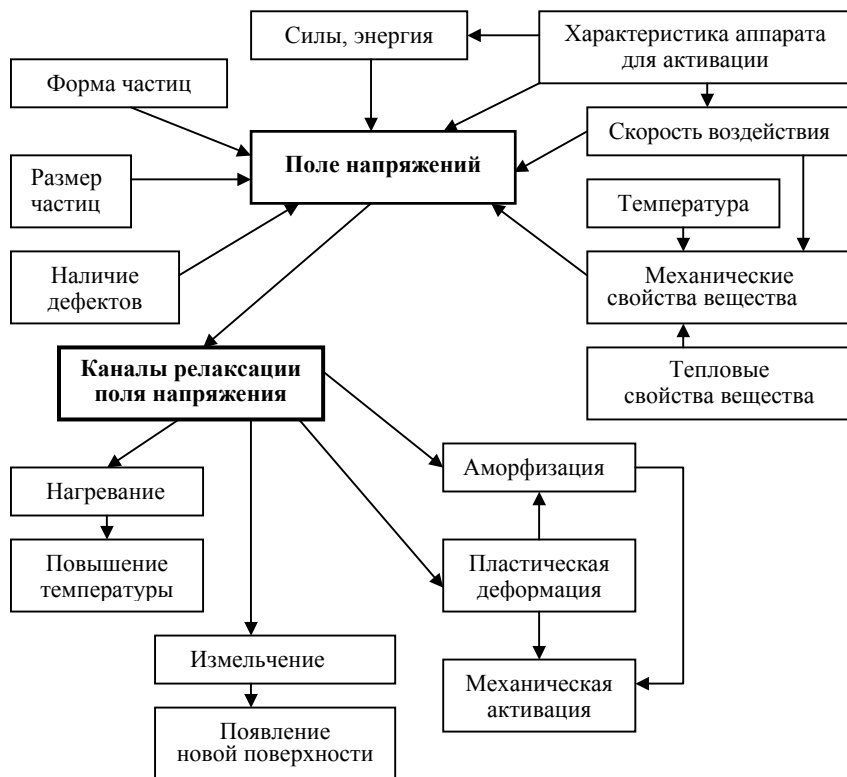 Силы, энергия
Характеристика аппарата
для активации
Форма частиц
Скорость воздействия
Поле напряжений
Размер
частиц
Температура
Наличие
дефектов
Механические
свойства вещества
Каналы релаксации
поля напряжения
Тепловые
свойства вещества
Аморфизация
Нагревание
Повышение
температуры
Пластическая
деформация
Измельчение
Механическая
активация
Появление
новой поверхности